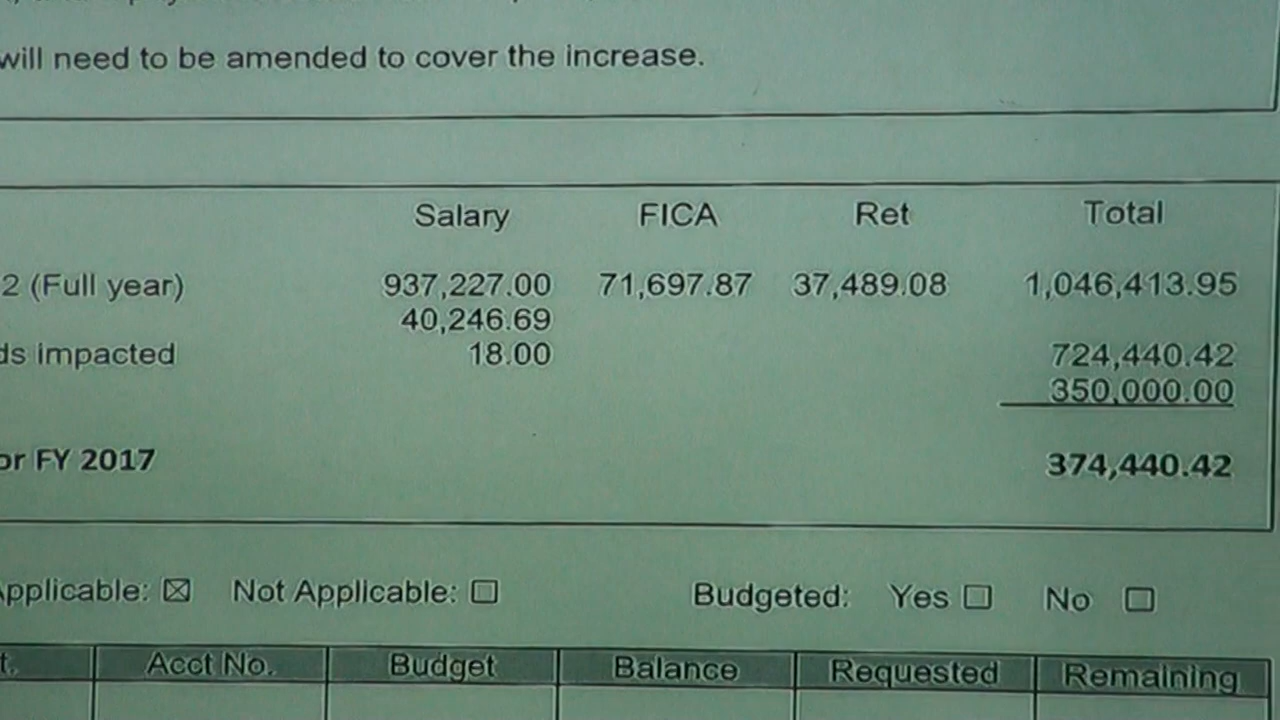 will need to be amended to cover the increase.
Salary FICA Ret Total
2 (Full year) 937,227.00 71,697.87 37,489.08 1,046,413.95
40,246.69
ds impacted 18.00 724,440.42
350,000.00
or FY 2017 374,440.42
Applicable: ☒ Not Applicable: ☐ Budgeted: Yes ☐ No ☐
t. Acct No. Budget Balance Requested Remaining